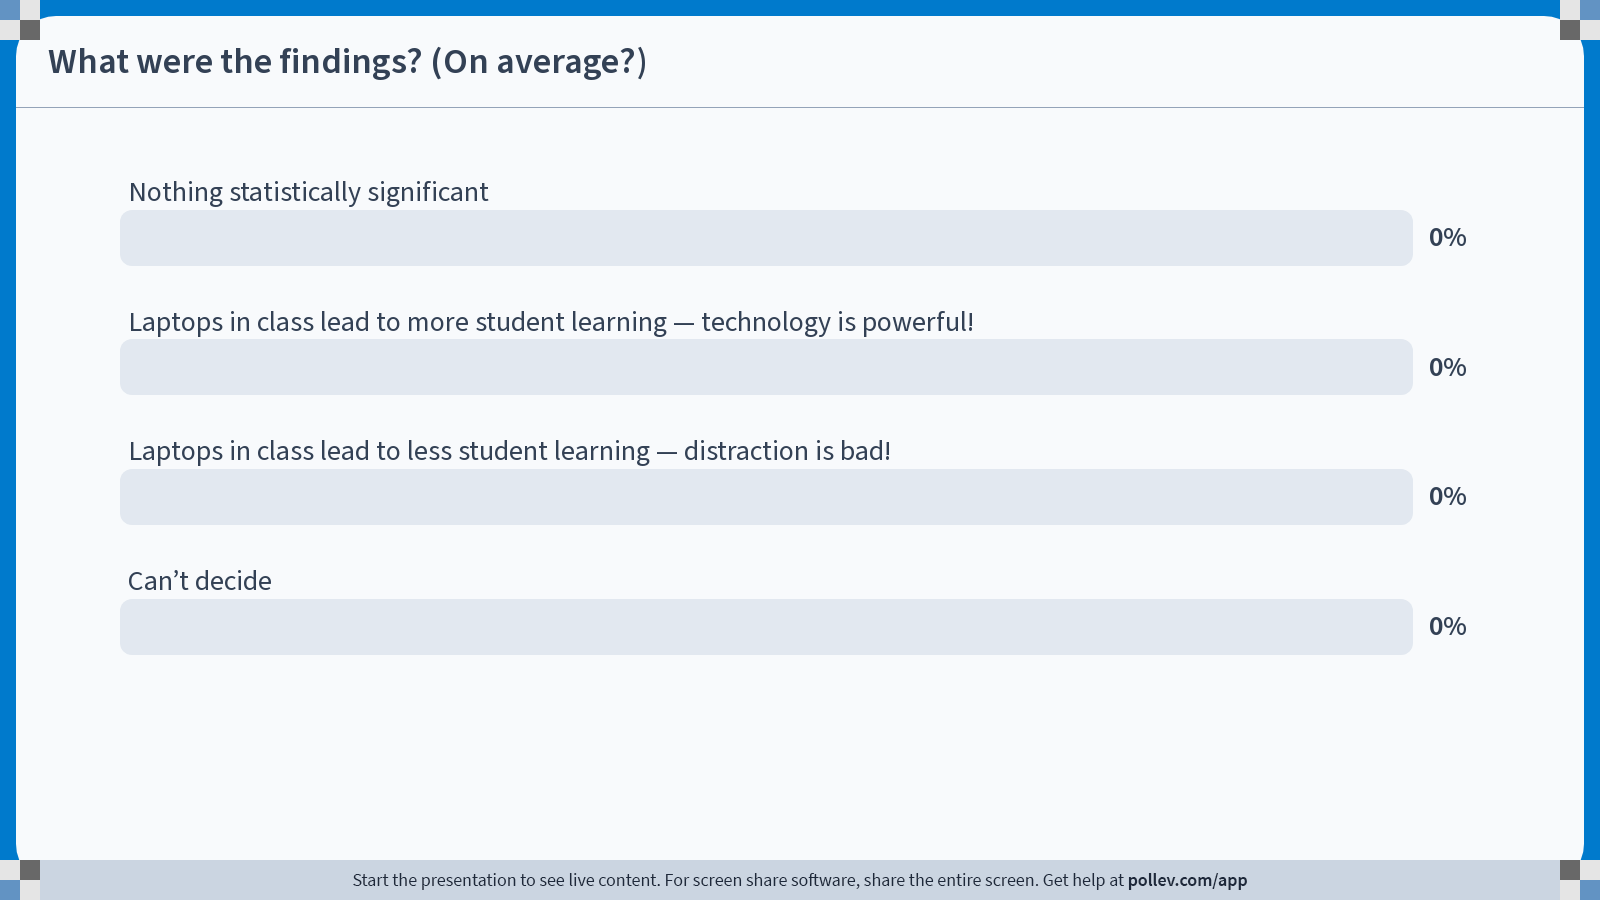 What were the findings? (On average?)
Nothing statistically significant
0%
Laptops in class lead to more student learning — technology is powerful!
0%
Laptops in class lead to less student learning — distraction is bad!
0%
Can’t decide
0%
Start the presentation to see live content. For screen share software, share the entire screen. Get help at pollev.com/app